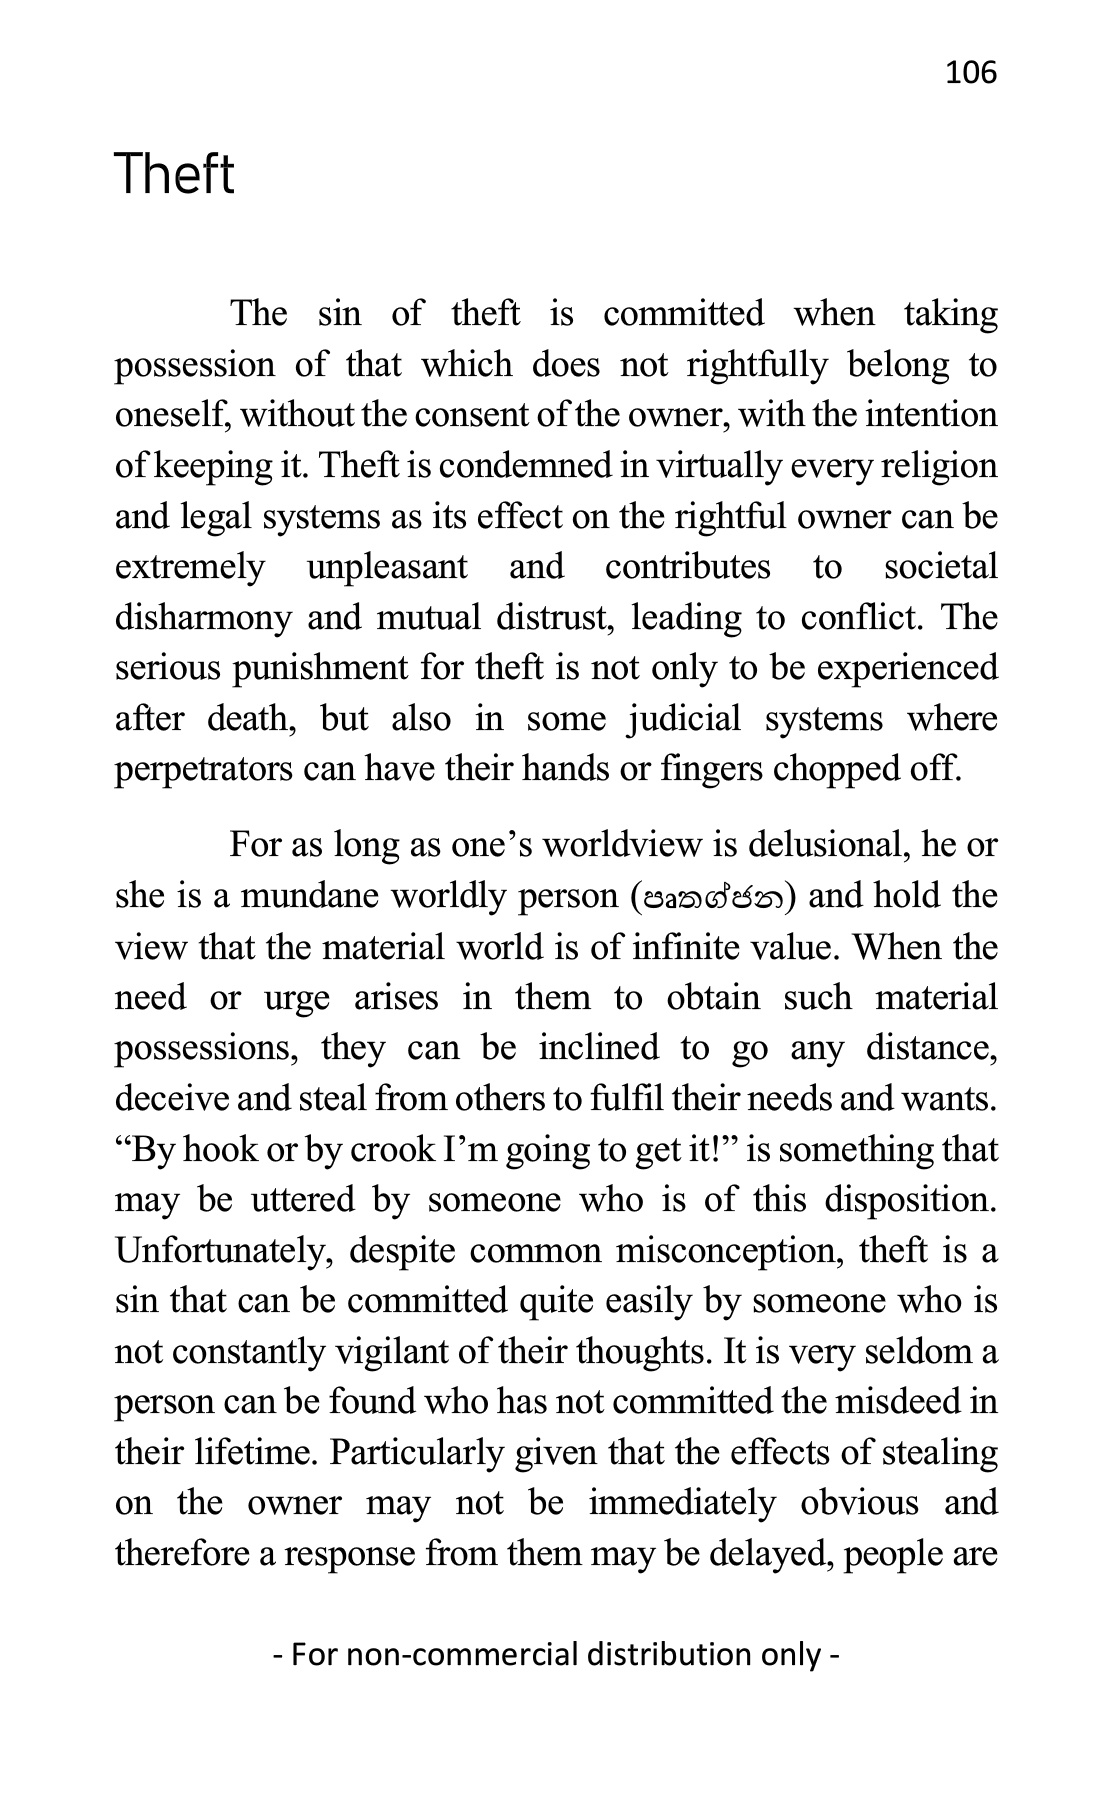 106
Theft
The sin of theft is committed when taking
possession of that which does not rightfully belong to
oneself, without the consent of the owner, with the intention
of keeping it. Theft is condemned in virtually every religion
and legal systems as its effect on the rightful owner can be
extremely unpleasant and contributes to societal
disharmony and mutual distrust, leading to conflict. The
serious punishment for theft is not only to be experienced
after death, but also in some judicial systems where
perpetrators can have their hands or fingers chopped off.
For as long as one’s worldview is delusional, he or
she is a mundane worldly person (පෘතග්ජන) and hold the
view that the material world is of infinite value. When the
need or urge arises in them to obtain such material
possessions, they can be inclined to go any distance,
deceive and steal from others to fulfil their needs and wants.
“By hook or by crook I’m going to get it!” is something that
may be uttered by someone who is of this disposition.
Unfortunately, despite common misconception, theft is a
sin that can be committed quite easily by someone who is
not constantly vigilant of their thoughts. It is very seldom a
person can be found who has not committed the misdeed in
their lifetime. Particularly given that the effects of stealing
on the owner may not be immediately obvious and
therefore a response from them may be delayed, people are
- For non-commercial distribution only -